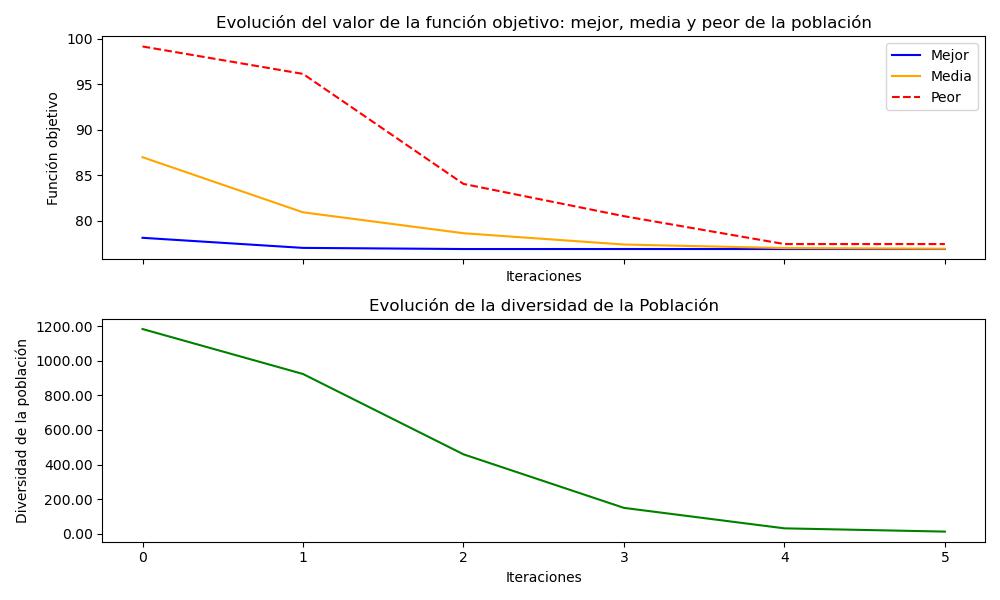 Evolución del valor de la función objetivo: mejor, media y peor de la población
100
95
90
85
80
Función objetivo
Mejor
Media
Peor
Iteraciones
Evolución de la diversidad de la Población
1200.00
1000.00
800.00
600.00
400.00
200.00
0.00
Diversidad de la población
0 1 2 3 4 5
Iteraciones